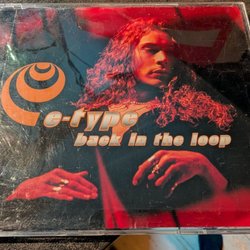 e-type
back in the loop